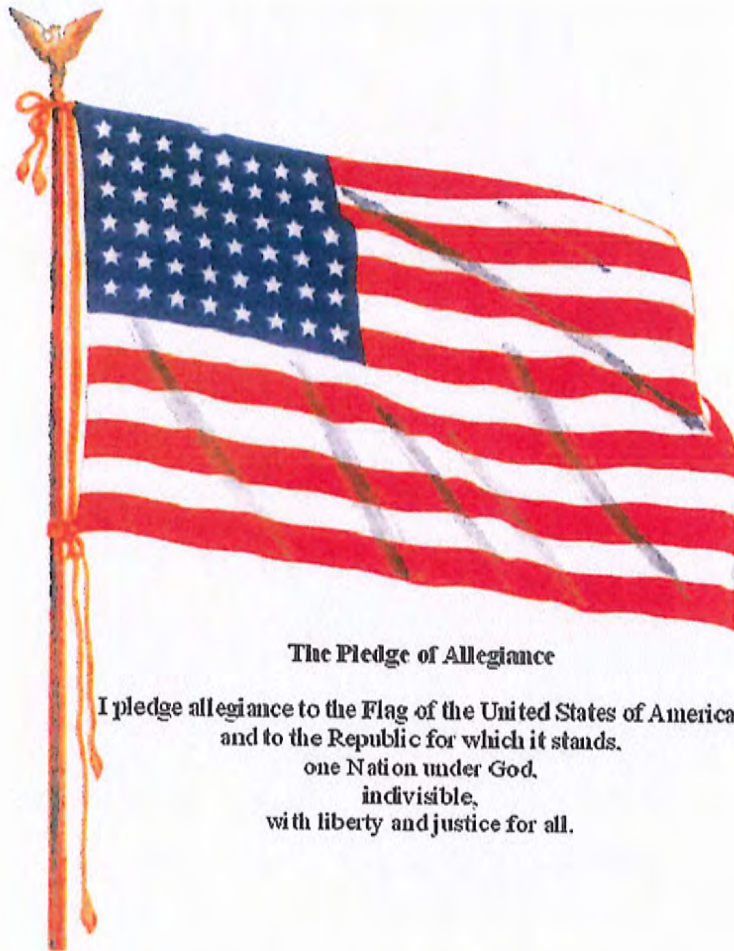 The Pledge of Allegiance
I pledge allegiance to the Flag of the United States of America
and to the Republic for which it stands.
one Nation under God,
indivisible,
with liberty and justice for all.